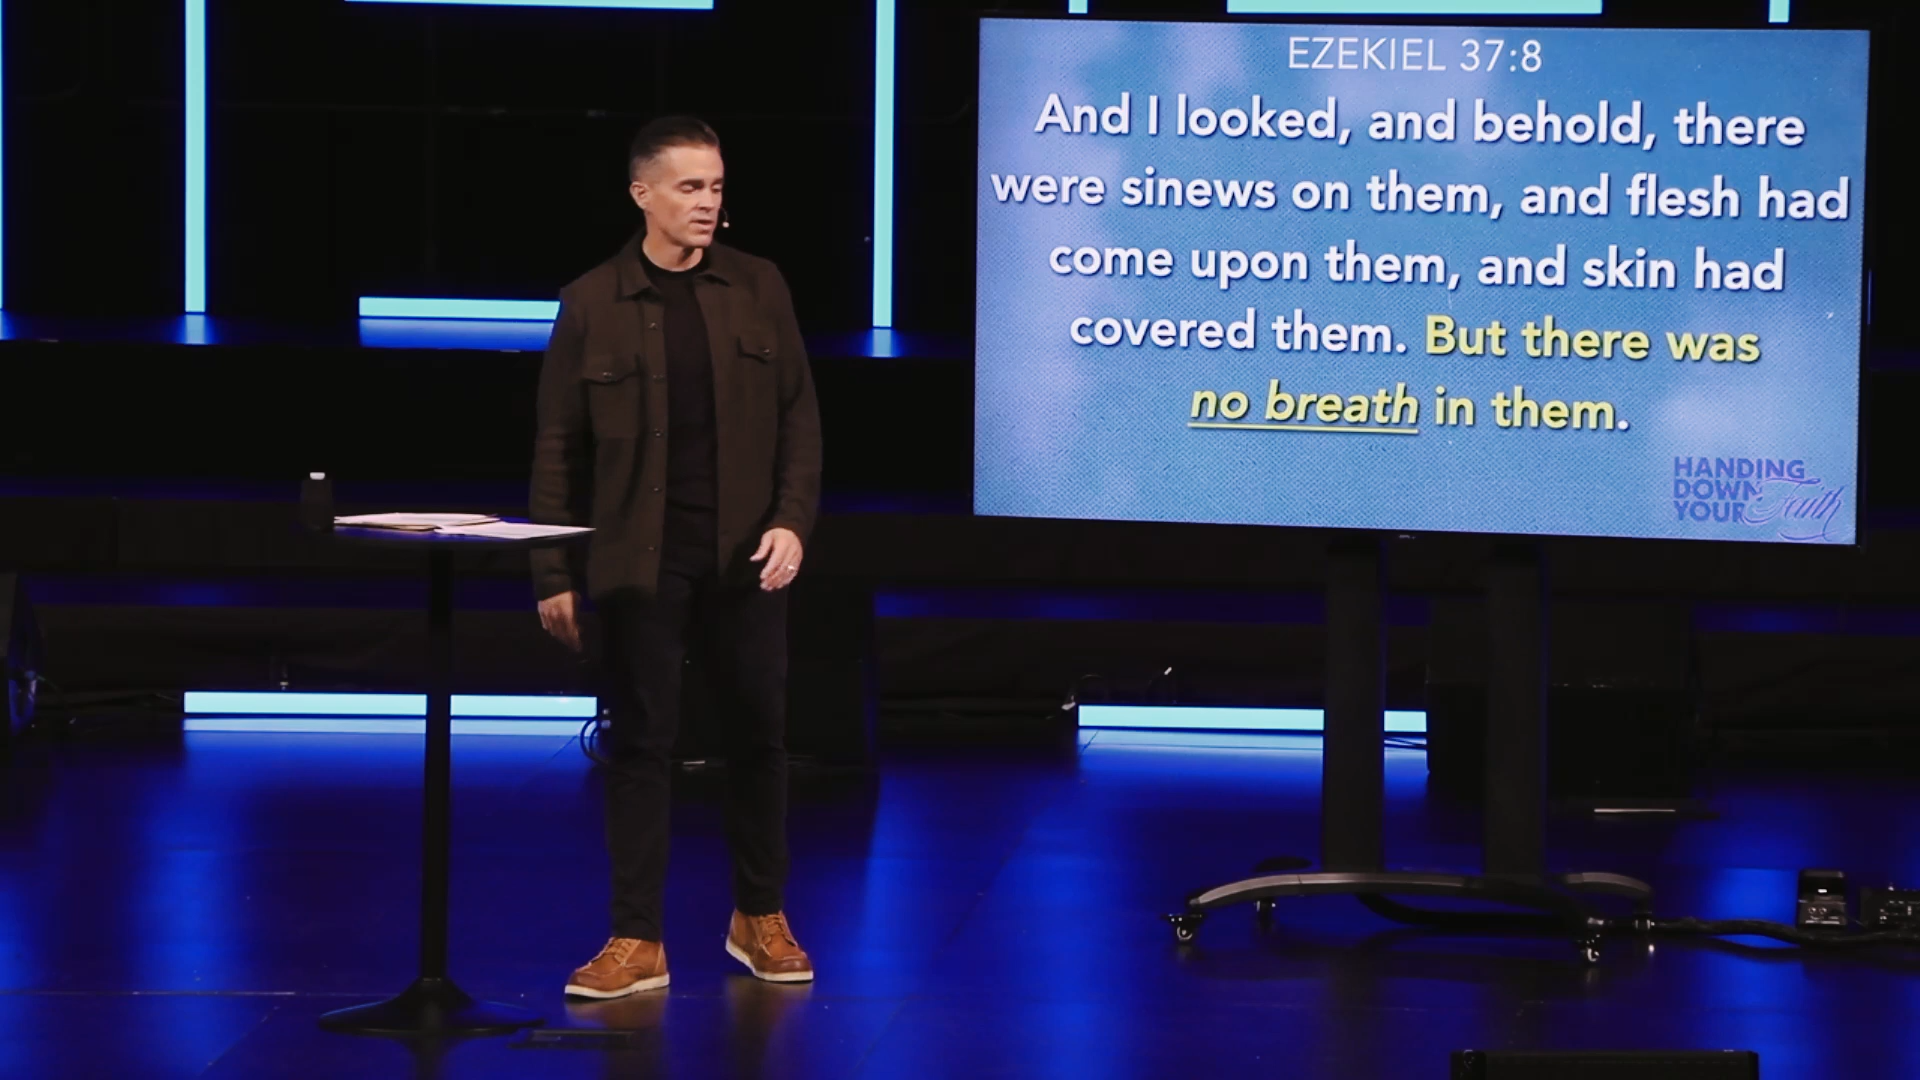 EZEKIEL 37:8
And I looked, and behold, there
were sinews on them, and flesh had
come upon them, and skin had
covered them. But there was
no breath in them.
HANDING
DOWN
YOUR Faith